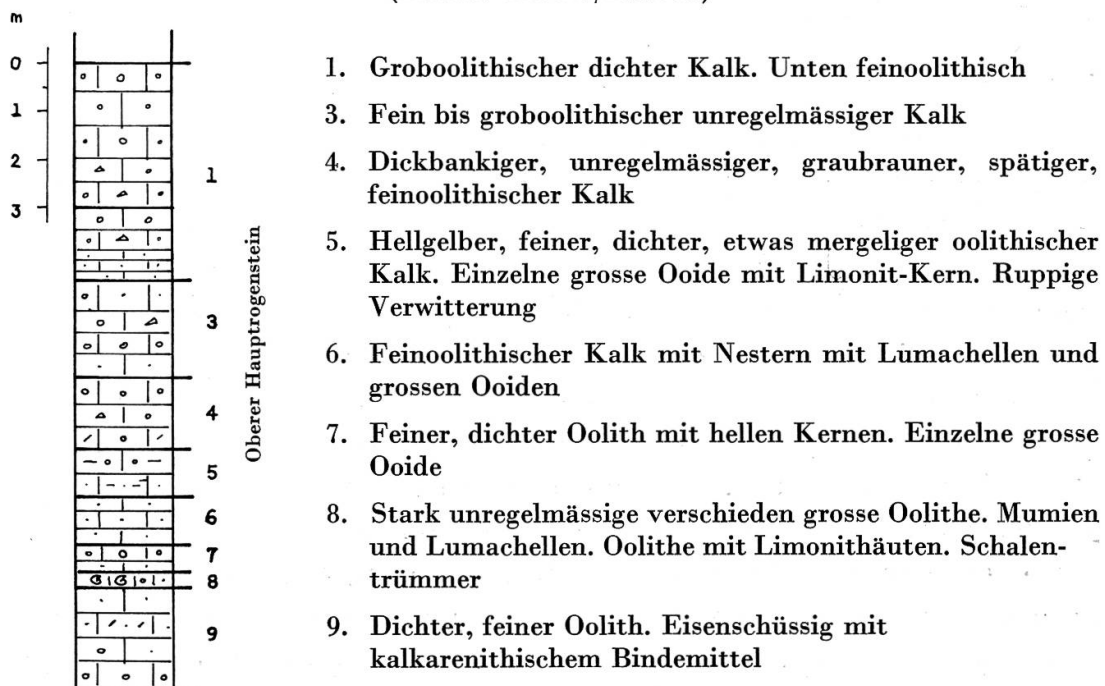 m
0
1
2
3
1
3
4
5
6
7
8
9
Oberer Hauptrogenstein
1. Groboolithischer dichter Kalk. Unten feinoolithisch
3. Fein bis groboolithischer unregelmässiger Kalk
4. Dickbankiger, unregelmässiger, graubrauner, spätiger,
feinoolithischer Kalk
5. Hellgelber, feiner, dichter, etwas mergeliger oolithischer
Kalk. Einzelne grosse Ooide mit Limonit-Kern. Ruppige
Verwitterung
6. Feinoolithischer Kalk mit Nestern mit Lumachellen und
grossen Ooiden
7. Feiner, dichter Oolith mit hellen Kernen. Einzelne grosse
Ooide
8. Stark unregelmässige verschieden grosse Oolithe. Mumien
und Lumachellen. Oolithe mit Limonithäuten. Schalen-
trümmer
9. Dichter, feiner Oolith. Eisenschüssig mit
kalkarenithischem Bindemittel